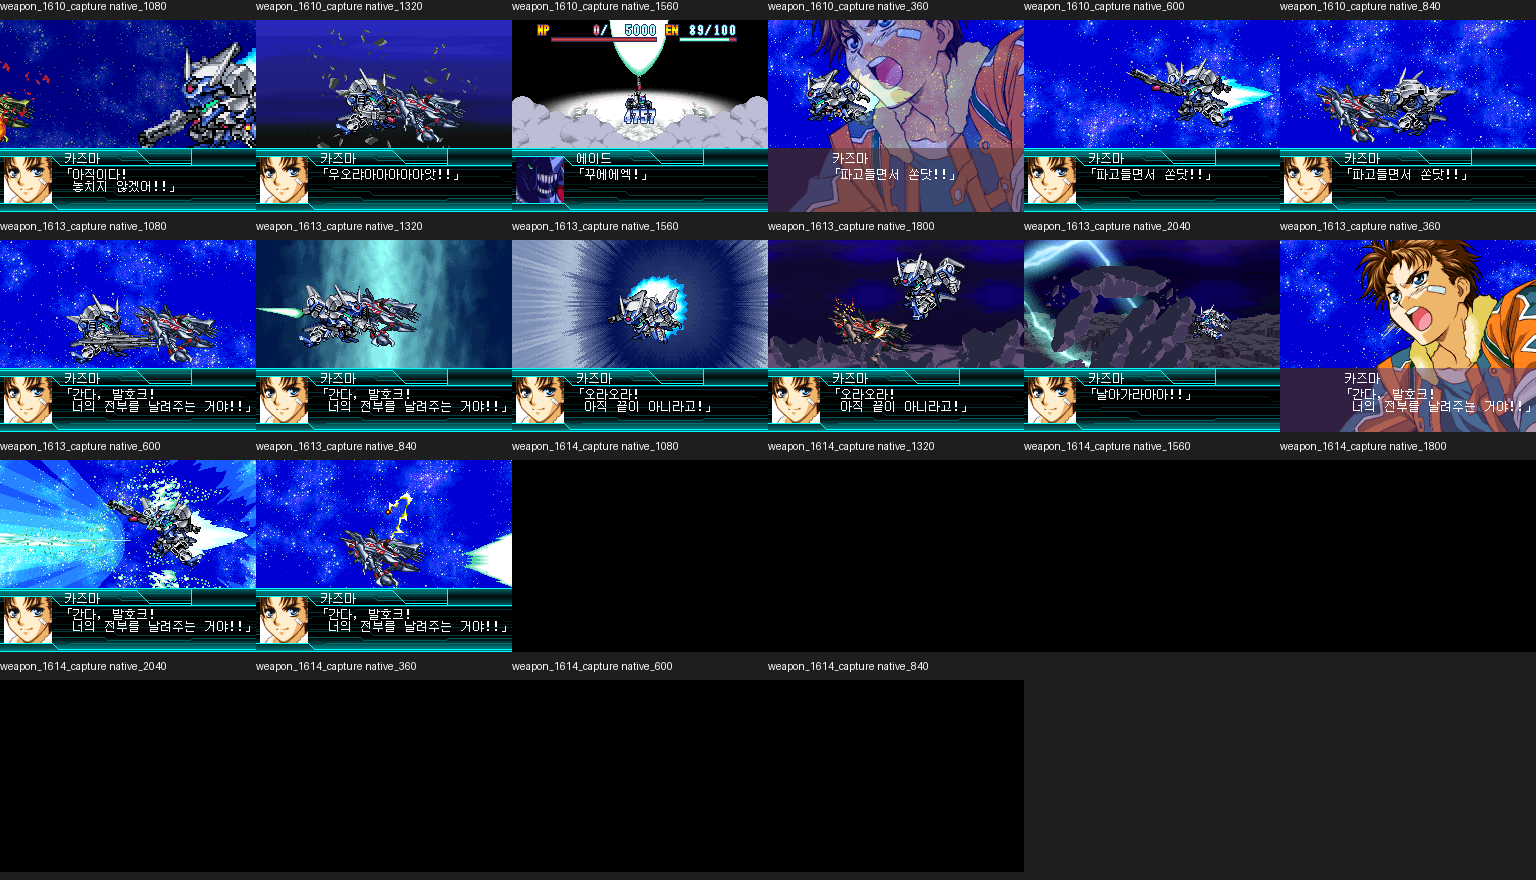 weapon_1610_capture native_1080
weapon_1610_capture native_1320
weapon_1610_capture native_1560
weapon_1610_capture native_360
weapon_1610_capture native_600
weapon_1610_capture native_840
카즈마
「아직이다!
놓치지 않겠어!!」
카즈마
「우오라아아아아아앗!!」
HP 0/ 5000 EN 89/100
4757
에이드
「꾸에에엑!」
카즈마
「파고들면서 쏜닷!!」
카즈마
「파고들면서 쏜닷!!」
카즈마
「파고들면서 쏜닷!!」
weapon_1613_capture native_1080
weapon_1613_capture native_1320
weapon_1613_capture native_1560
weapon_1613_capture native_1800
weapon_1613_capture native_2040
weapon_1613_capture native_360
카즈마
「간다, 발호크!
너의 전부를 날려주는 거야!!」
카즈마
「간다, 발호크!
너의 전부를 날려주는 거야!!」
카즈마
「오라오라!
아직 끝이 아니라고!」
카즈마
「오라오라!
아직 끝이 아니라고!」
카즈마
「날아가라아아!!」
카즈마
「간다, 발호크!
너의 전부를 날려주는 거야!!」
weapon_1613_capture native_600
weapon_1613_capture native_840
weapon_1614_capture native_1080
weapon_1614_capture native_1320
weapon_1614_capture native_1560
weapon_1614_capture native_1800
카즈마
「간다, 발호크!
너의 전부를 날려주는 거야!!」
카즈마
「간다, 발호크!
너의 전부를 날려주는 거야!!」
weapon_1614_capture native_2040
weapon_1614_capture native_360
weapon_1614_capture native_600
weapon_1614_capture native_840